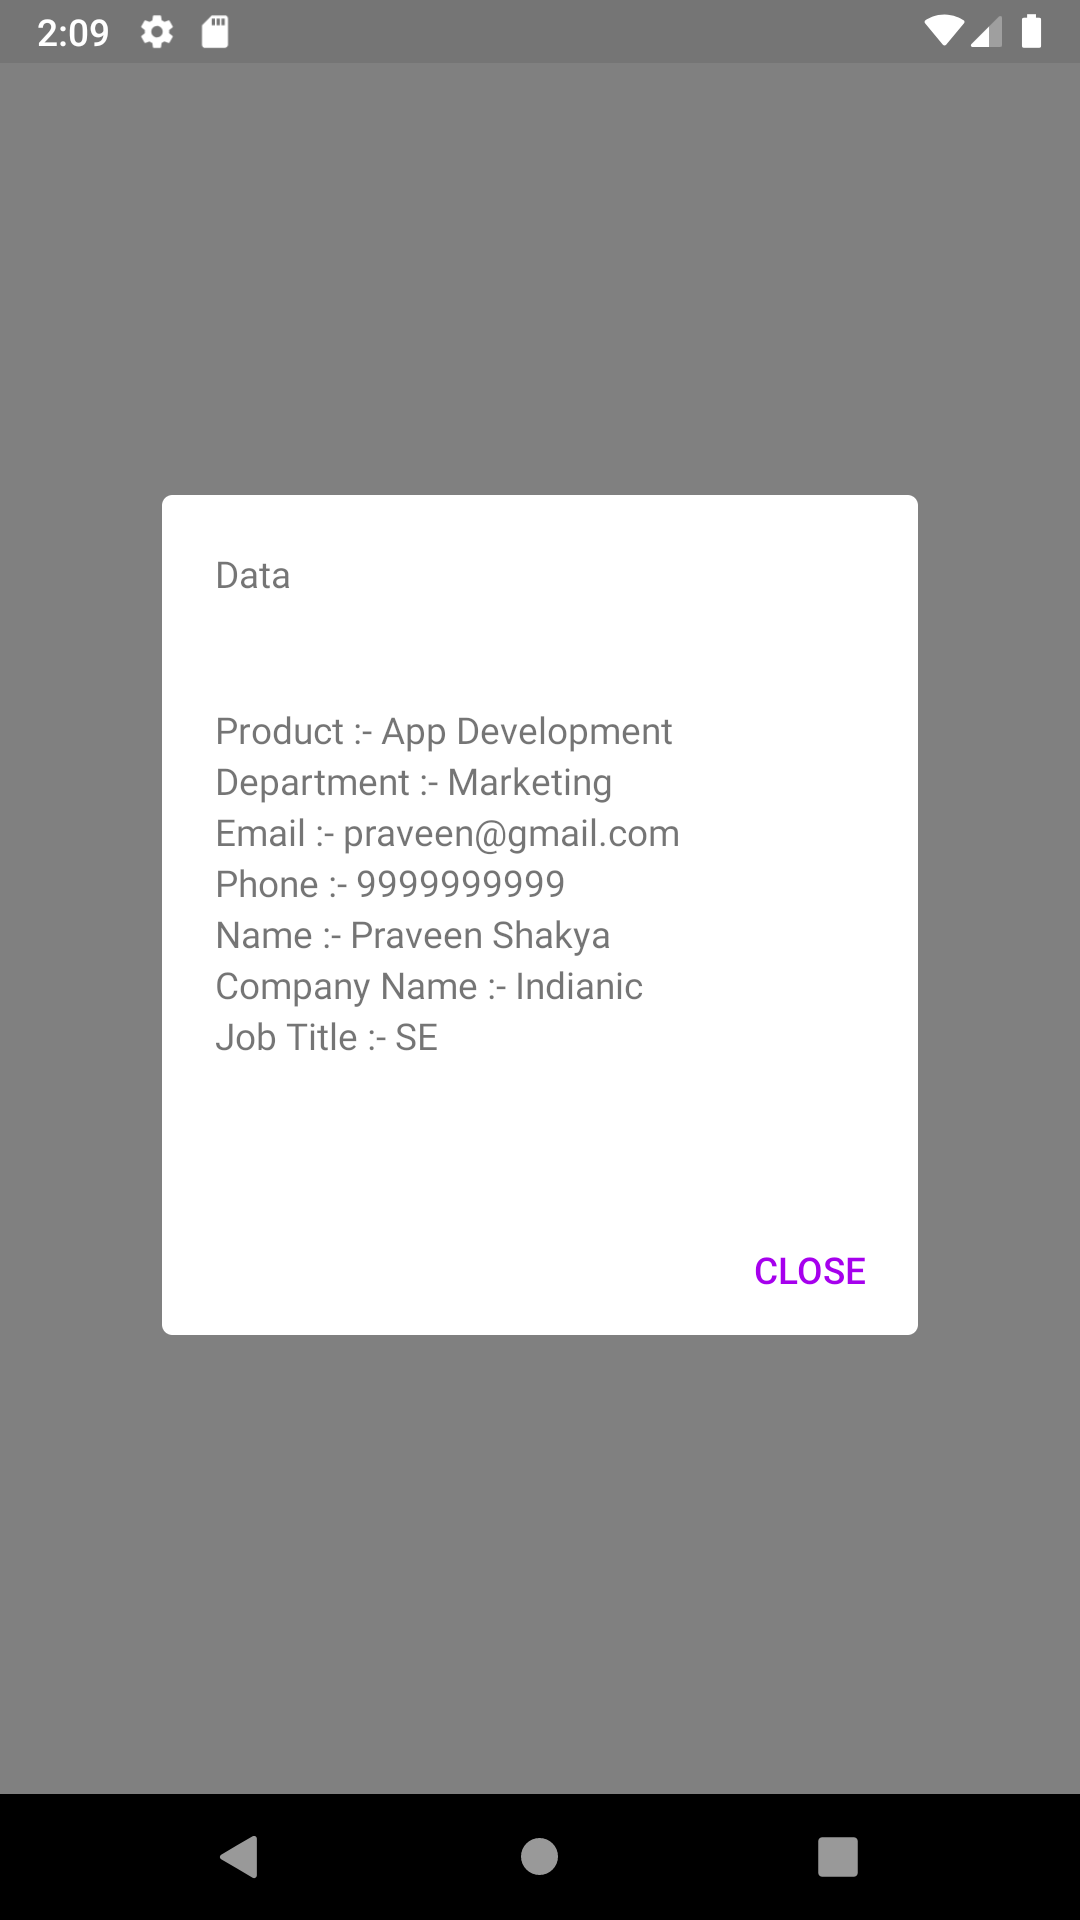 2:09
Data
Product :- App Development
Department :- Marketing
Email :- praveen@gmail.com
Phone :- 9999999999
Name :- Praveen Shakya
Company Name :- Indianic
Job Title :- SE
CLOSE